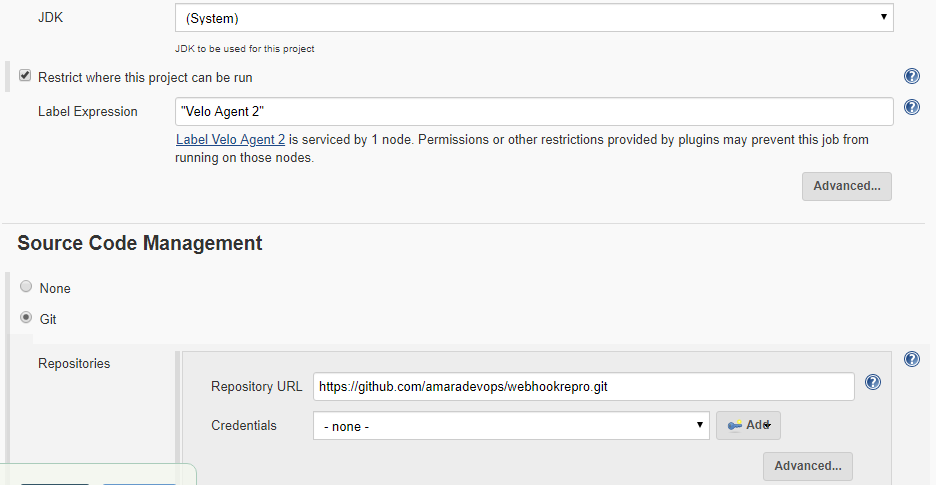 JDK
(System)
JDK to be used for this project
Restrict where this project can be run
Label Expression
"Velo Agent 2"
Label Velo Agent 2 is serviced by 1 node. Permissions or other restrictions provided by plugins may prevent this job from
running on those nodes.
Advanced...
Source Code Management
None
Git
Repositories
Repository URL
https://github.com/amaradevops/webhookrepro.git
Credentials
- none -
Add
Advanced...